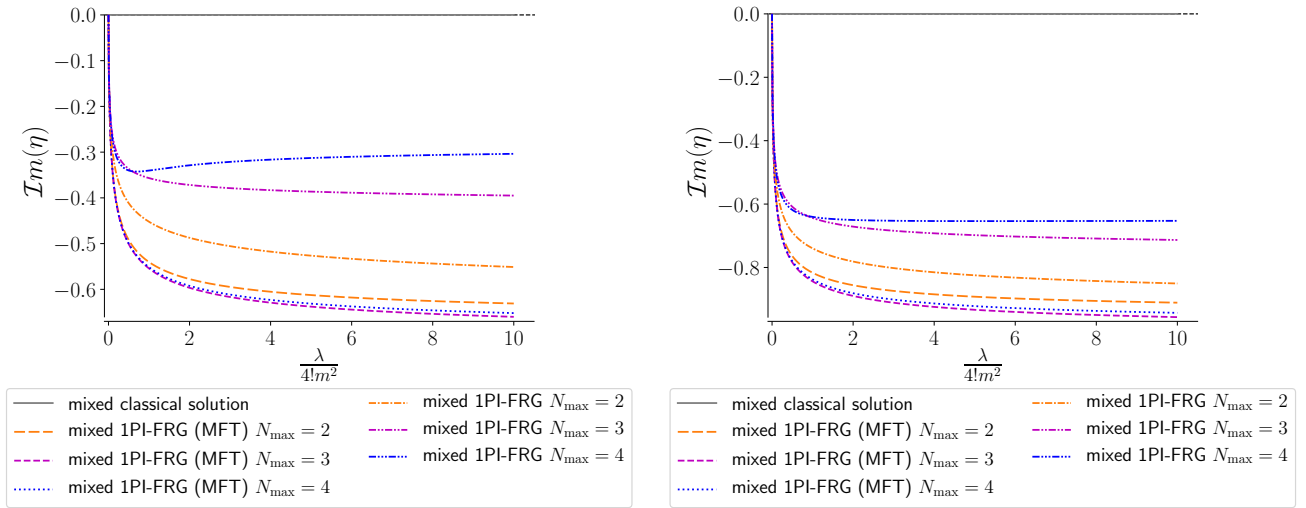 0.0
−0.1
−0.2
−0.3
−0.4
−0.5
−0.6
Im(η)
0 2 4 6 8 10
λ/4!m²
mixed classical solution
mixed 1PI-FRG (MFT) N_max = 2
mixed 1PI-FRG (MFT) N_max = 3
mixed 1PI-FRG (MFT) N_max = 4
mixed 1PI-FRG N_max = 2
mixed 1PI-FRG N_max = 3
mixed 1PI-FRG N_max = 4
0.0
−0.2
−0.4
−0.6
−0.8
Im(η)
0 2 4 6 8 10
λ/4!m²
mixed classical solution
mixed 1PI-FRG (MFT) N_max = 2
mixed 1PI-FRG (MFT) N_max = 3
mixed 1PI-FRG (MFT) N_max = 4
mixed 1PI-FRG N_max = 2
mixed 1PI-FRG N_max = 3
mixed 1PI-FRG N_max = 4